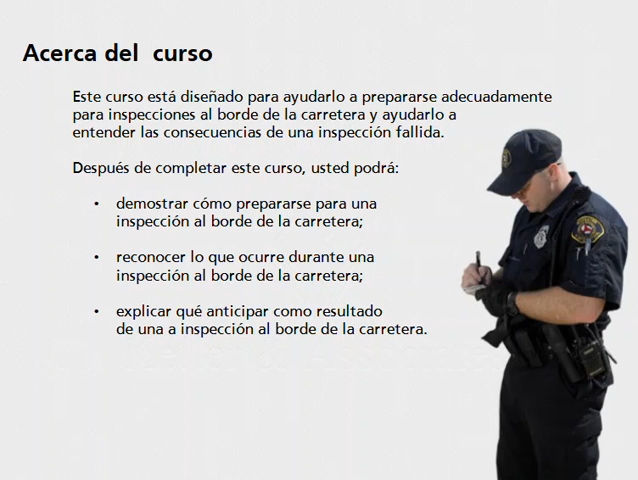 Acerca del curso
Este curso está diseñado para ayudarlo a prepararse adecuadamente
para inspecciones al borde de la carretera y ayudarlo a
entender las consecuencias de una inspección fallida.
Después de completar este curso, usted podrá:
• demostrar cómo prepararse para una
inspección al borde de la carretera;
• reconocer lo que ocurre durante una
inspección al borde de la carretera;
• explicar qué anticipar como resultado
de una a inspección al borde de la carretera.